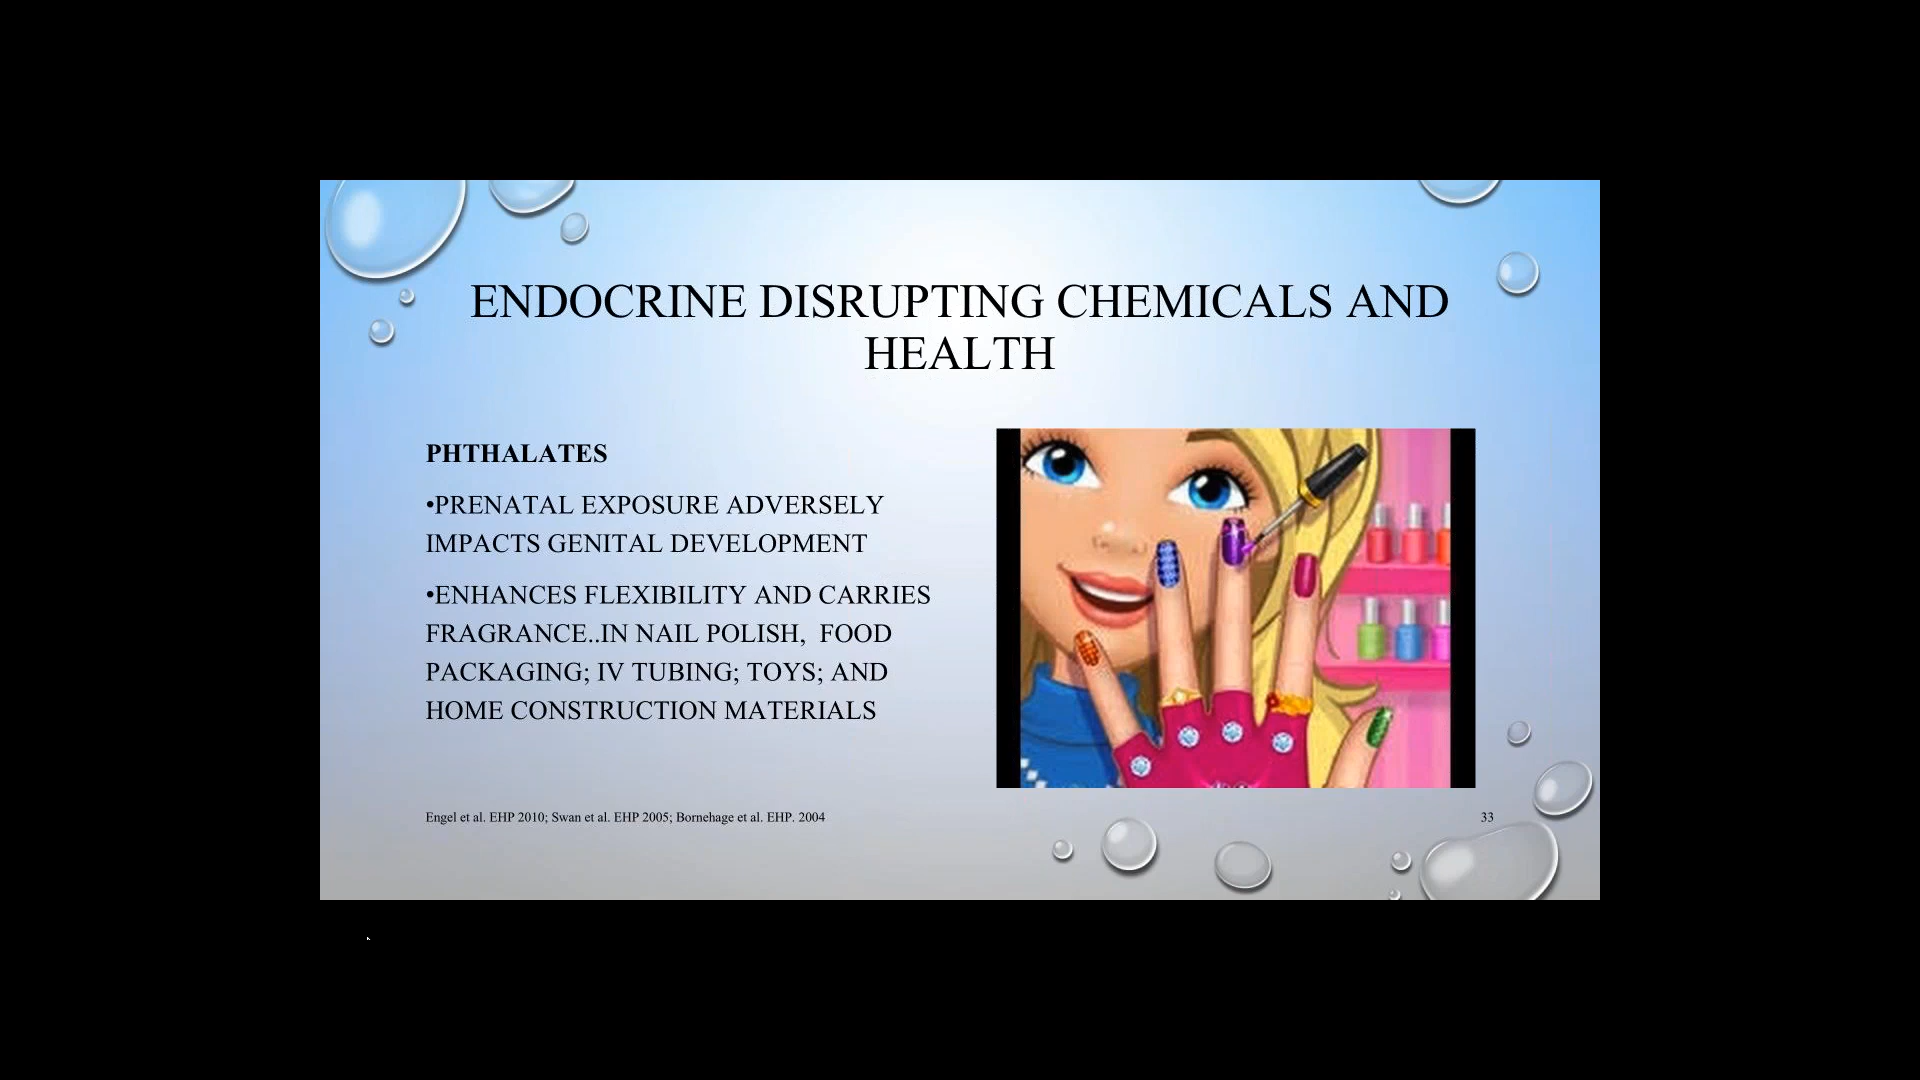 ENDOCRINE DISRUPTING CHEMICALS AND
HEALTH
PHTHALATES
•PRENATAL EXPOSURE ADVERSELY
IMPACTS GENITAL DEVELOPMENT
•ENHANCES FLEXIBILITY AND CARRIES
FRAGRANCE..IN NAIL POLISH,  FOOD
PACKAGING; IV TUBING; TOYS; AND
HOME CONSTRUCTION MATERIALS
Engel et al. EHP 2010; Swan et al. EHP 2005; Bornehage et al. EHP. 2004
33